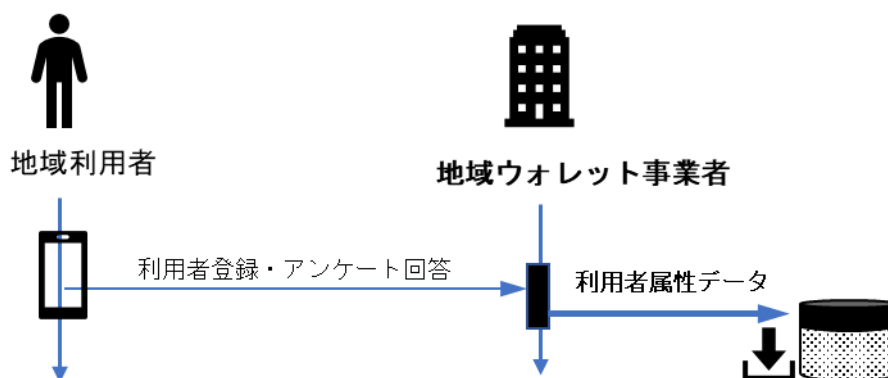 地域利用者
地域ウォレット事業者
利用者登録・アンケート回答
利用者属性データ